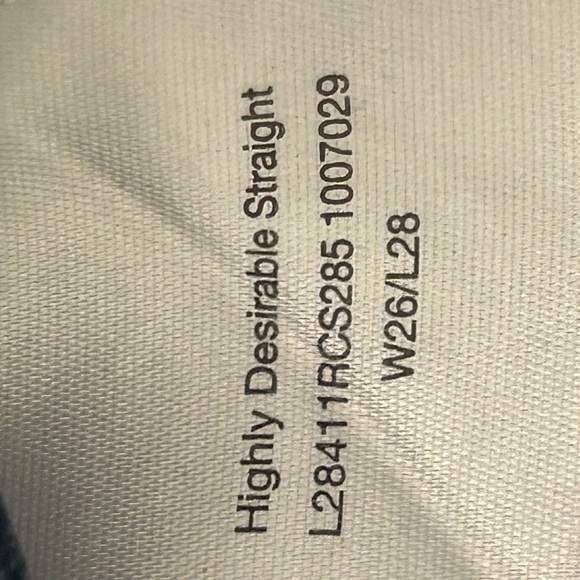 Highly Desirable Straight
L28411RCS285 1007029
W26/L28